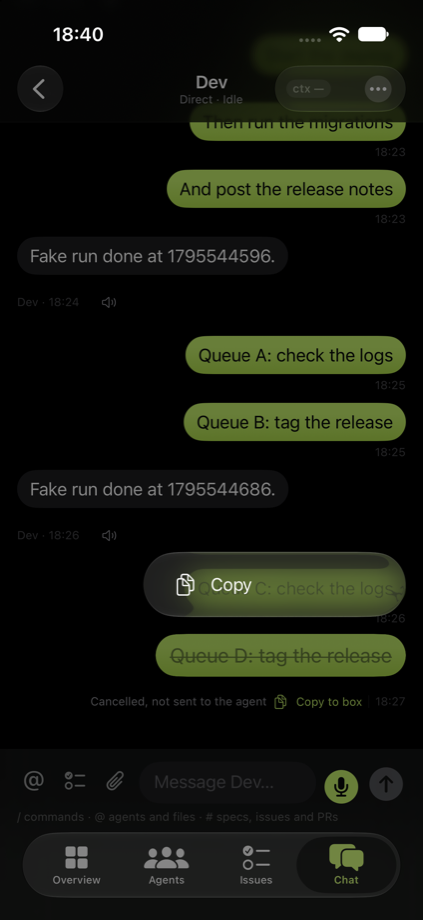 18:40
Dev
Direct · Idle
ctx —
Then run the migrations
18:23
And post the release notes
18:23
Fake run done at 1795544596.
Dev · 18:24
Queue A: check the logs
18:25
Queue B: tag the release
18:25
Fake run done at 1795544686.
Dev · 18:26
Copy
C: check the logs
18:26
Queue D: tag the release
Cancelled, not sent to the agent Copy to box 18:27
@
Message Dev...
/ commands · @ agents and files · # specs, issues and PRs
Overview
Agents
Issues
Chat